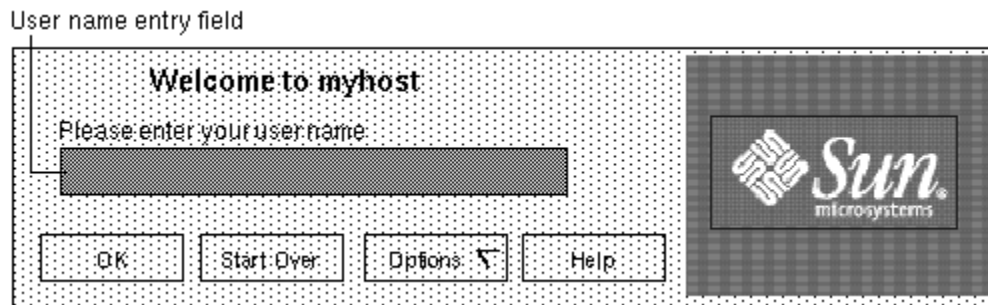 User name entry field
Welcome to myhost
Please enter your user name
OK
Start Over
Options
Help
Sun
microsystems